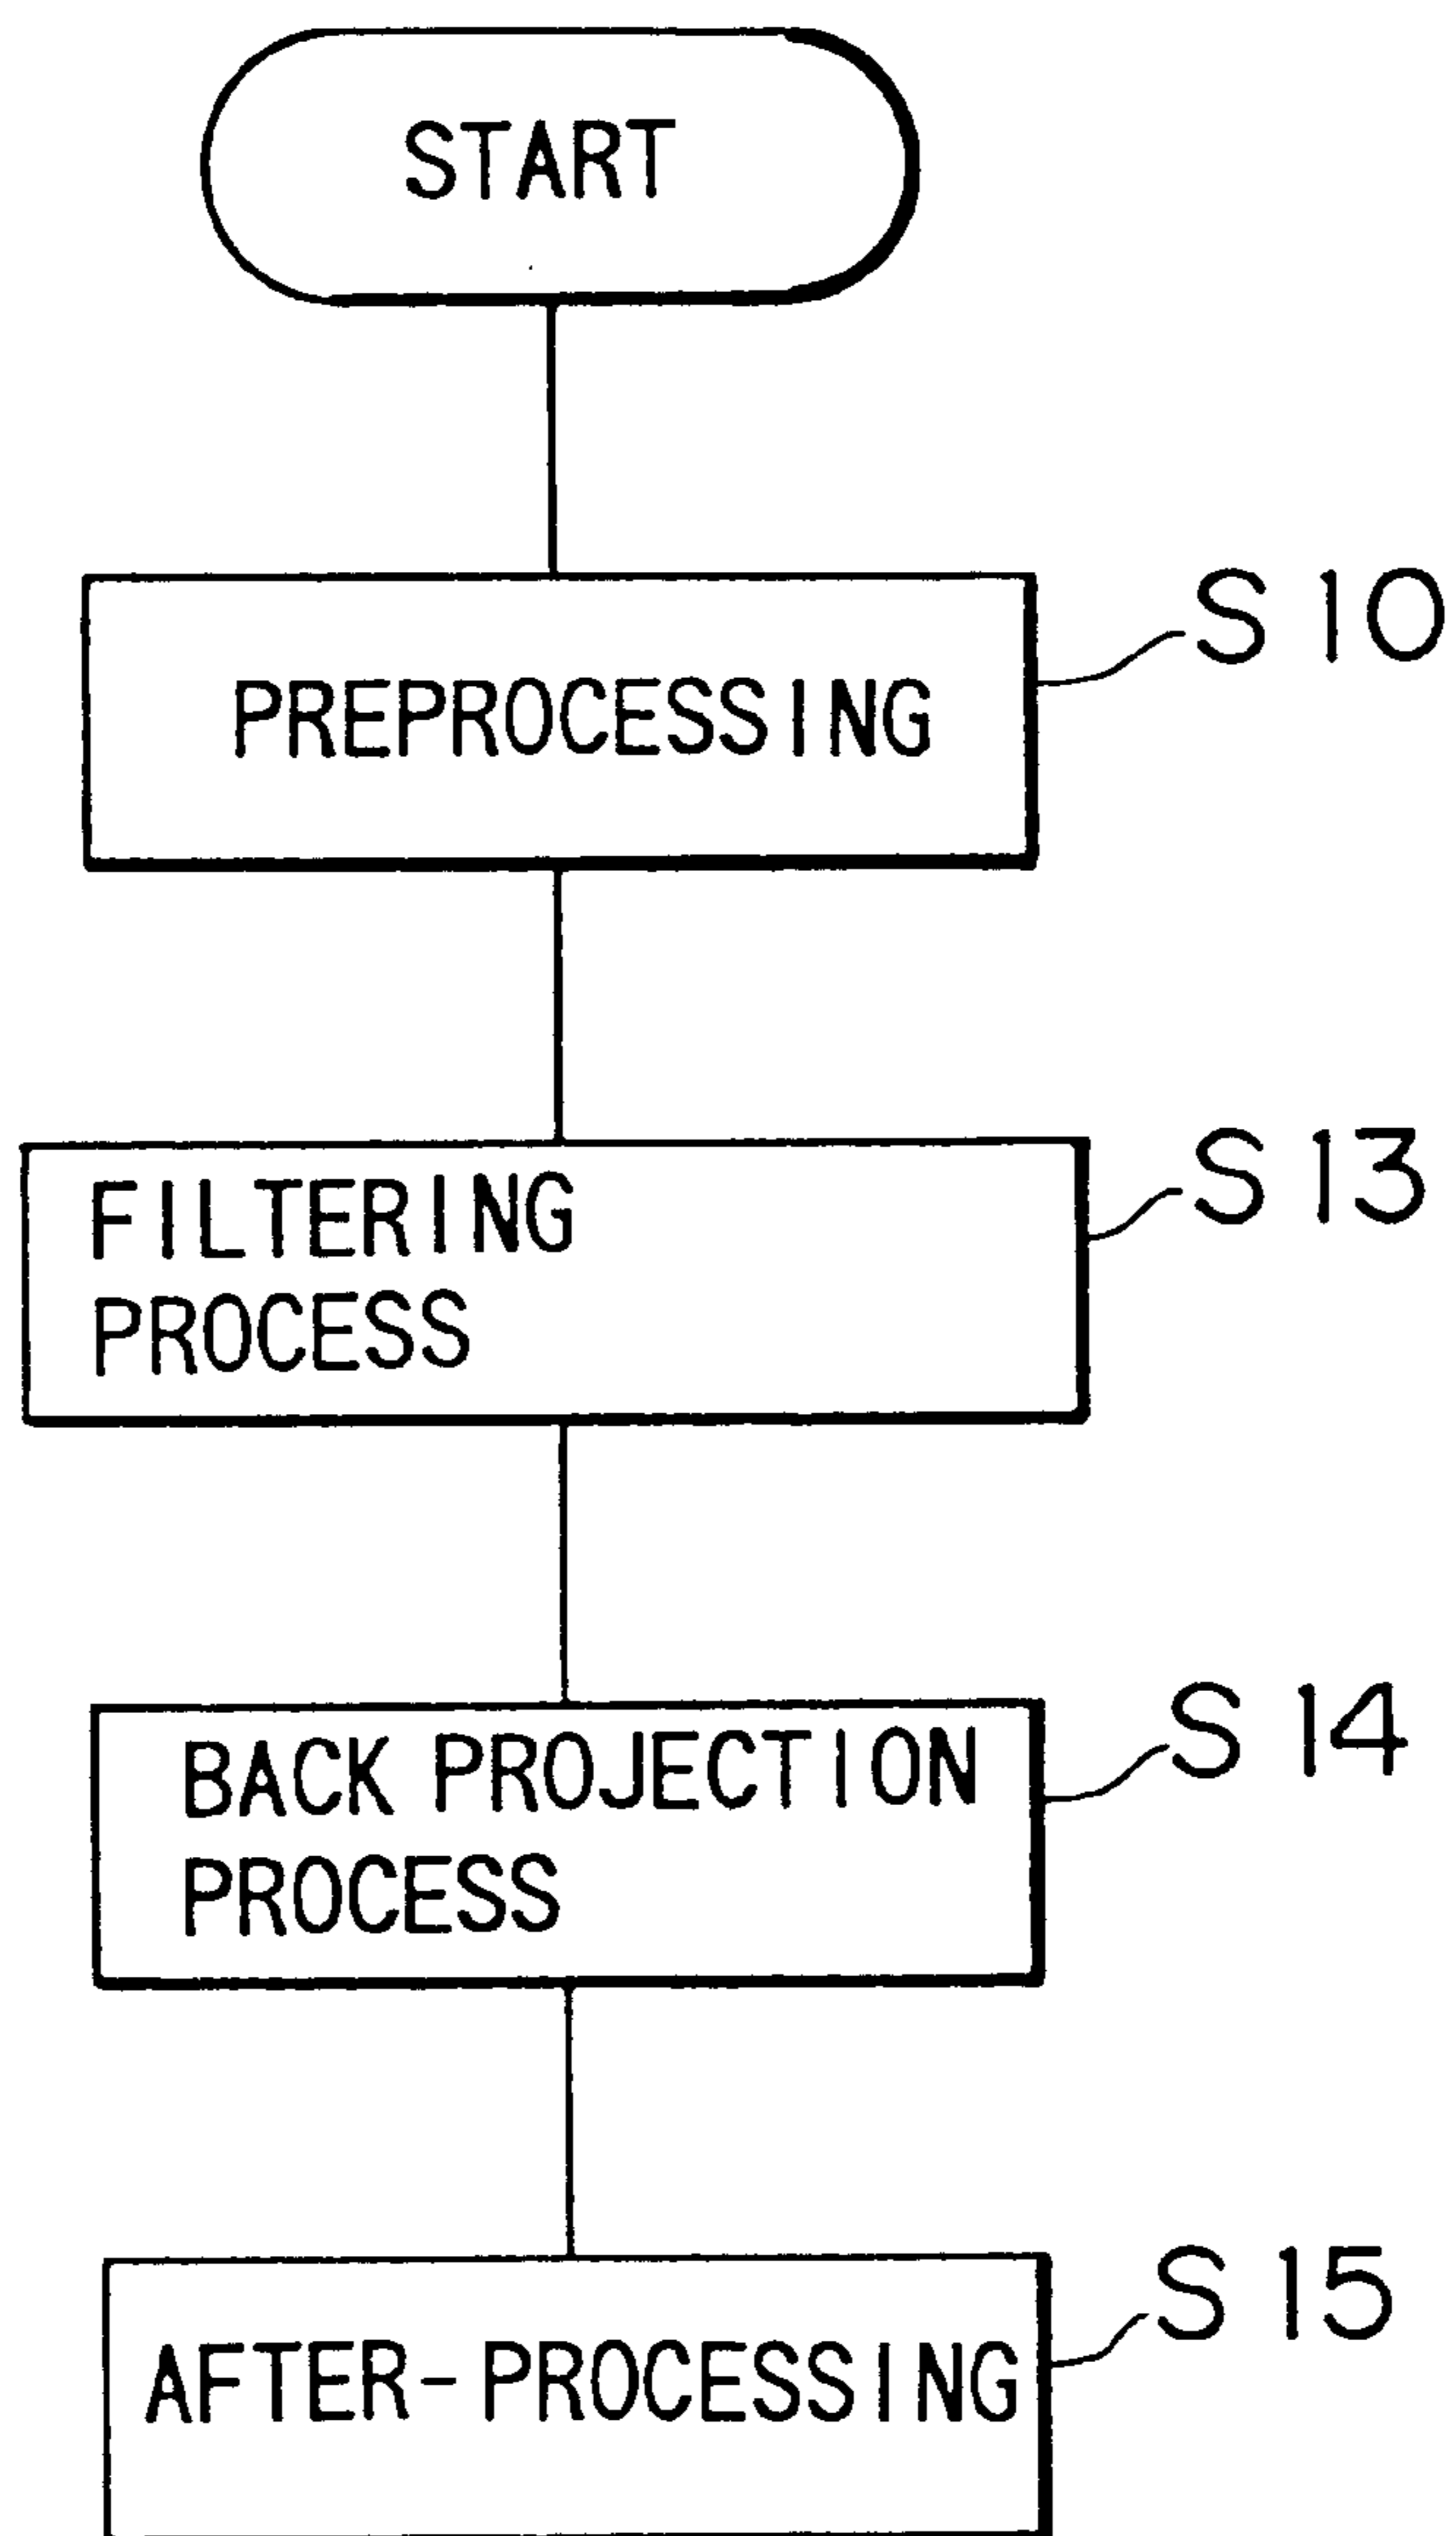 START
PREPROCESSING
S10
FILTERING
PROCESS
S13
BACK PROJECTION
PROCESS
S14
AFTER-PROCESSING
S15